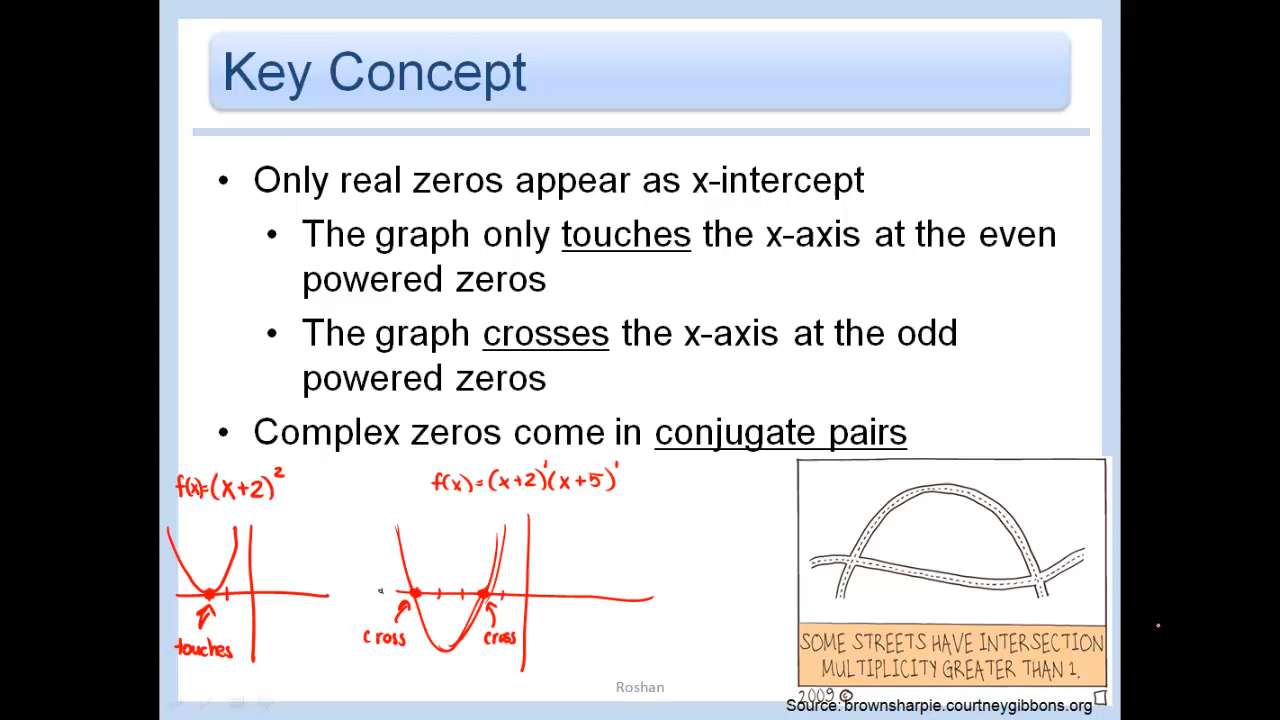 Key Concept
• Only real zeros appear as x-intercept
• The graph only touches the x-axis at the even
powered zeros
• The graph crosses the x-axis at the odd
powered zeros
• Complex zeros come in conjugate pairs
f(x)=(x+2)²
f(x)=(x+2)¹(x+5)¹
touches
cross
cross
SOME STREETS HAVE INTERSECTION
MULTIPLICITY GREATER THAN 1.
2009 ©
Roshan
Source: brownsharpie.courtneygibbons.org